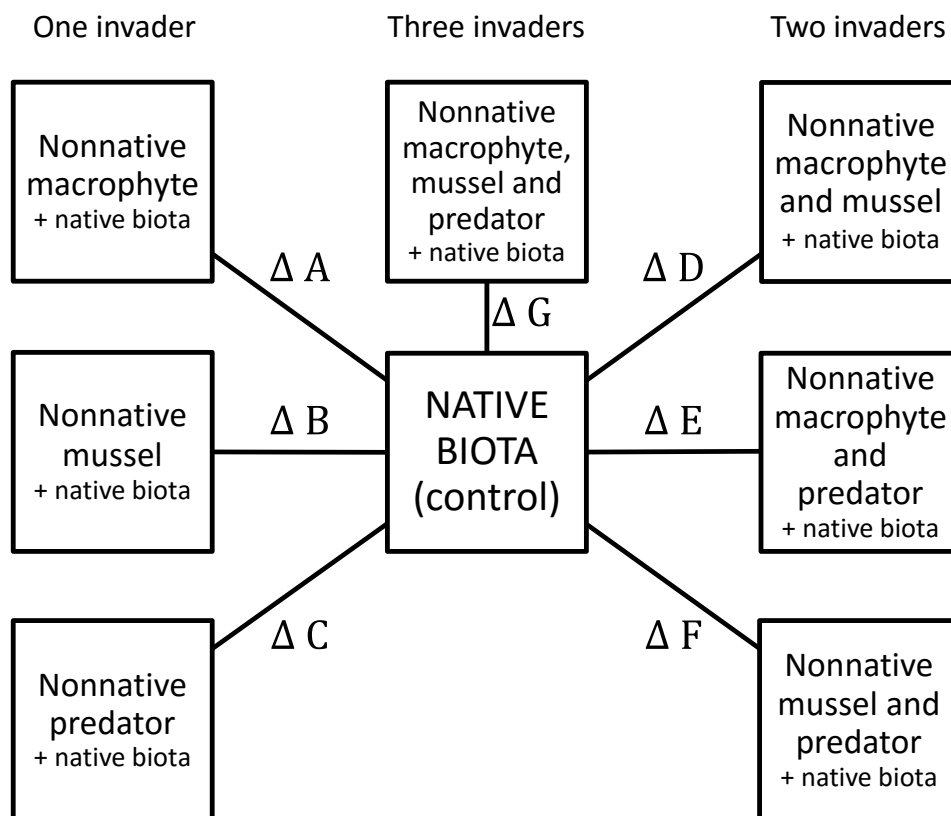 One invader
Three invaders
Two invaders
Nonnative
macrophyte
+ native biota
Nonnative
macrophyte,
mussel and
predator
+ native biota
Nonnative
macrophyte
and mussel
+ native biota
Δ A
Δ G
Δ D
Nonnative
mussel
+ native biota
Δ B
NATIVE
BIOTA
(control)
Δ E
Nonnative
macrophyte
and
predator
+ native biota
Δ C
Δ F
Nonnative
predator
+ native biota
Nonnative
mussel and
predator
+ native biota